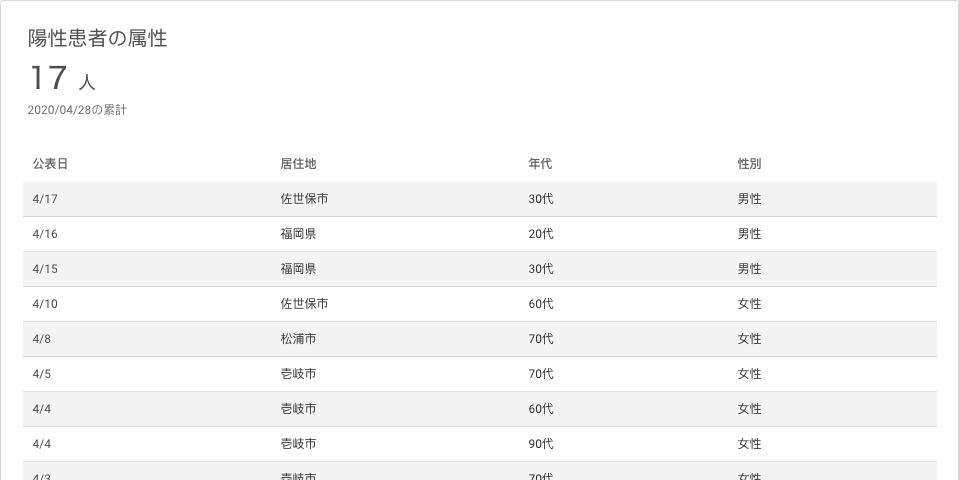 陽性患者の属性
17 人
2020/04/28の累計
公表日 居住地 年代 性別
4/17 佐世保市 30代 男性
4/16 福岡県 20代 男性
4/15 福岡県 30代 男性
4/10 佐世保市 60代 女性
4/8 松浦市 70代 女性
4/5 壱岐市 70代 女性
4/4 壱岐市 60代 女性
4/4 壱岐市 90代 女性
4/3 壱岐市 70代 女性